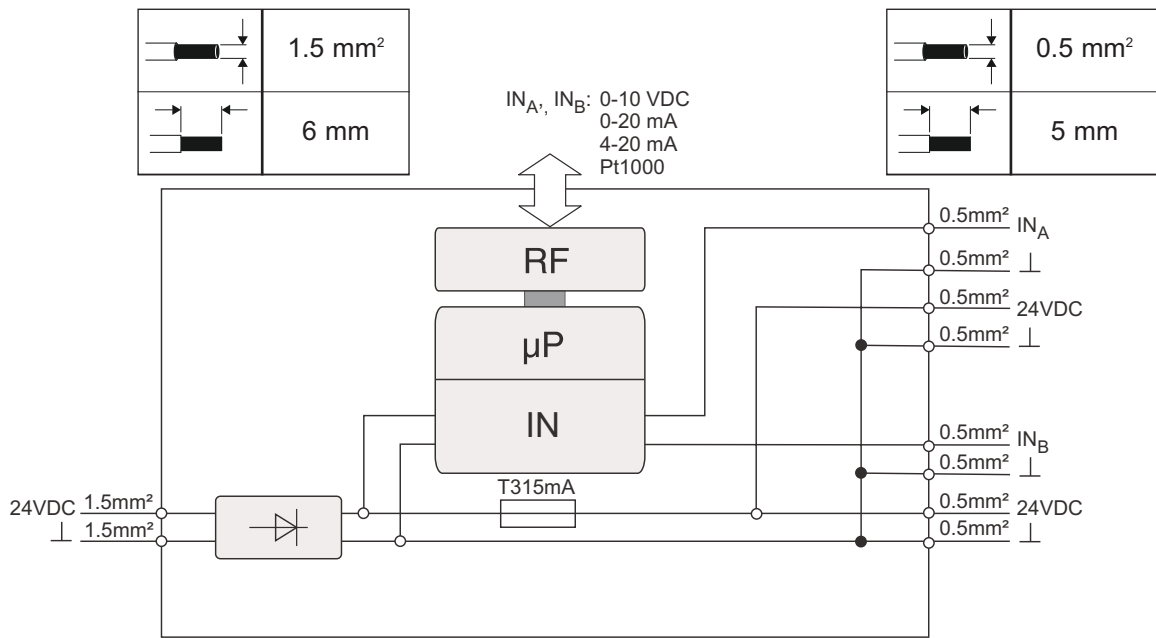 1.5 mm²
6 mm
0.5 mm²
5 mm
IN_A,, IN_B: 0-10 VDC
0-20 mA
4-20 mA
Pt1000
RF
µP
IN
T315mA
24VDC 1.5mm²
⊥ 1.5mm²
0.5mm² IN_A
0.5mm² ⊥
0.5mm² 24VDC
0.5mm² ⊥
0.5mm² IN_B
0.5mm² ⊥
0.5mm² 24VDC
0.5mm² ⊥